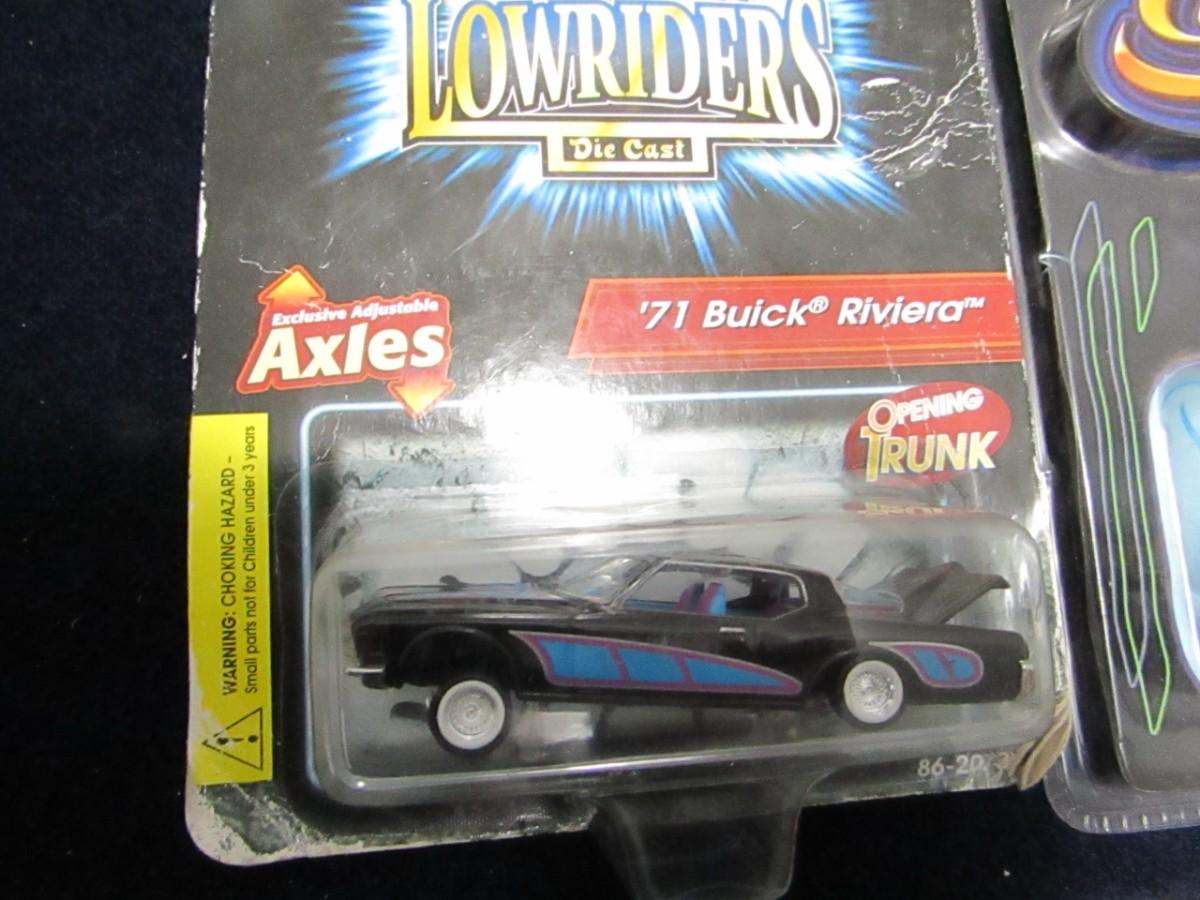 LOWRIDERS
Die Cast
'71 Buick® Riviera™
Exclusive Adjustable
Axles
OPENING
TRUNK
WARNING: CHOKING HAZARD –
Small parts not for Children under 3 years